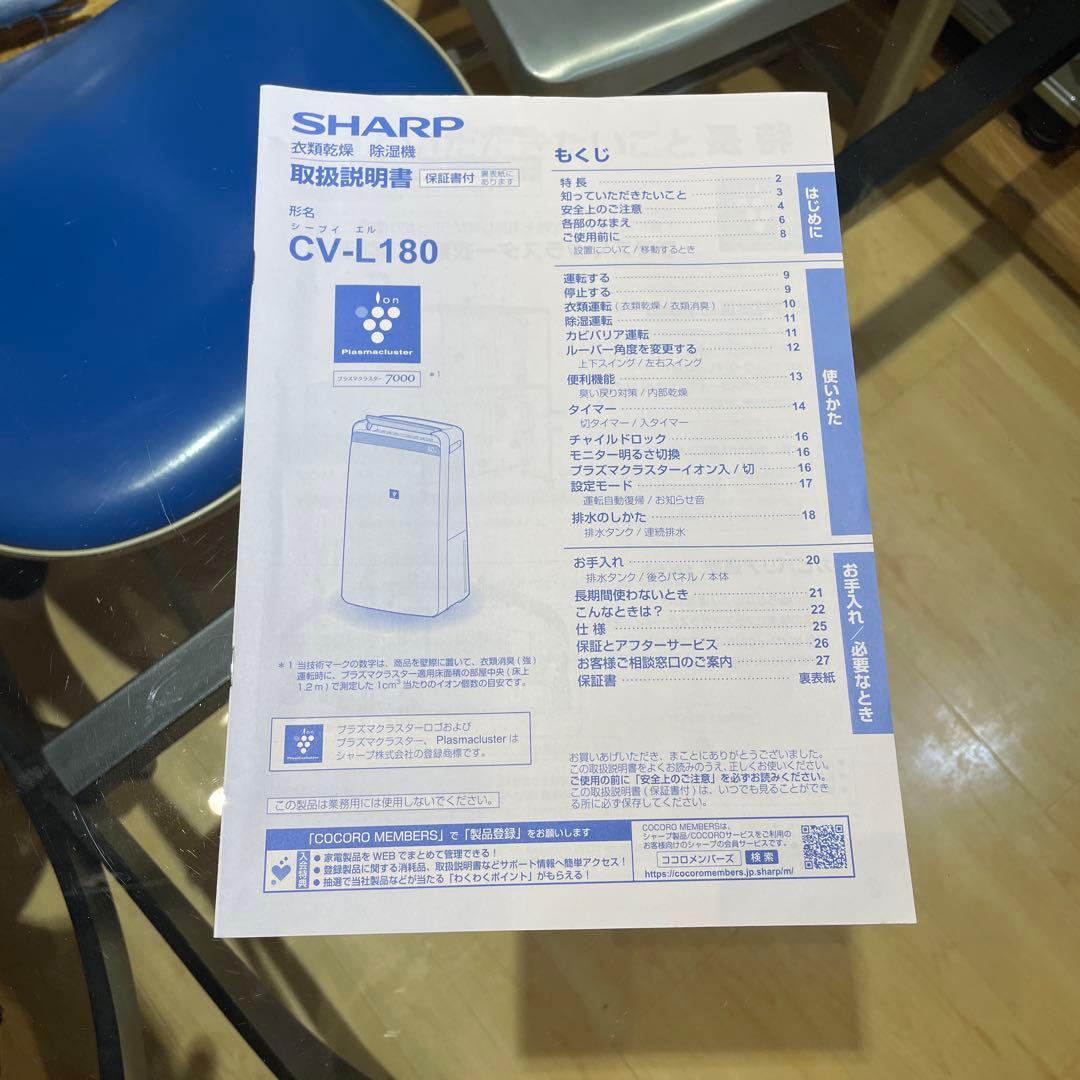 SHARP
衣類乾燥 除湿機
取扱説明書 保証書付 裏表紙に
あります
形名
シーブィ エル
CV-L180
ion
Plasmacluster
プラズマクラスター 7000 *1
*1 当技術マークの数字は、商品を壁際に置いて、衣類消臭(強)
運転時に、プラズマクラスター適用床面積の部屋中央(床上
1.2m)で測定した1cm³当たりのイオン個数の目安です。
プラズマクラスターロゴおよび
プラズマクラスター、Plasmaclusterは
シャープ株式会社の登録商標です。
この製品は業務用には使用しないでください。
もくじ
はじめに
特長 2
知っていただきたいこと 3
安全上のご注意 4
各部のなまえ 6
ご使用前に 8
設置について/移動するとき
使いかた
運転する 9
停止する 9
衣類運転(衣類乾燥/衣類消臭) 10
除湿運転 11
カビバリア運転 11
ルーバー角度を変更する 12
上下スイング/左右スイング
便利機能 13
臭い戻り対策/内部乾燥
タイマー 14
切タイマー/入タイマー
チャイルドロック 16
モニター明るさ切換 16
プラズマクラスターイオン入/切 16
設定モード 17
運転自動復帰/お知らせ音
排水のしかた 18
排水タンク/連続排水
お手入れ/必要なとき
お手入れ 20
排水タンク/後ろパネル/本体
長期間使わないとき 21
こんなときは? 22
仕様 25
保証とアフターサービス 26
お客様ご相談窓口のご案内 27
保証書 裏表紙
お買いあげいただき、まことにありがとうございました。
この取扱説明書をよくお読みのうえ、正しくお使いください。
ご使用の前に「安全上のご注意」を必ずお読みください。
この取扱説明書(保証書付)は、いつでも見ることができ
る所に必ず保存してください。
「COCORO MEMBERS」で「製品登録」をお願いします
入会特典
● 家電製品をWEBでまとめて管理できる!
● 登録製品に関する消耗品、取扱説明書などサポート情報へ簡単アクセス!
● 抽選で当社製品などが当たる「わくわくポイント」がもらえる!
COCORO MEMBERSは、
シャープ製品/COCOROサービスをご利用の
お客様向けのシャープの会員サービスです。
ココロメンバーズ 検索
https://cocoromembers.jp.sharp/m/